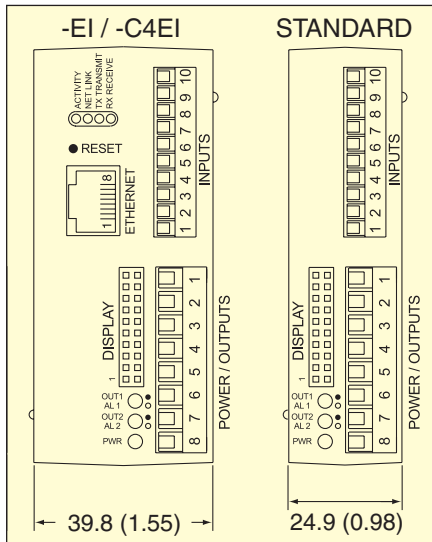 -EI / -C4EI
ACTIVITY
NET LINK
TX TRANSMIT
RX RECEIVE
RESET
ETHERNET
1 8
INPUTS
1 2 3 4 5 6 7 8 9 10
DISPLAY
1
OUT1
AL 1
OUT2
AL 2
PWR
1
2
3
4
5
6
7
8
POWER / OUTPUTS
39.8 (1.55)
STANDARD
INPUTS
1 2 3 4 5 6 7 8 9 10
DISPLAY
1
OUT1
AL 1
OUT2
AL 2
PWR
1
2
3
4
5
6
7
8
POWER / OUTPUTS
24.9 (0.98)